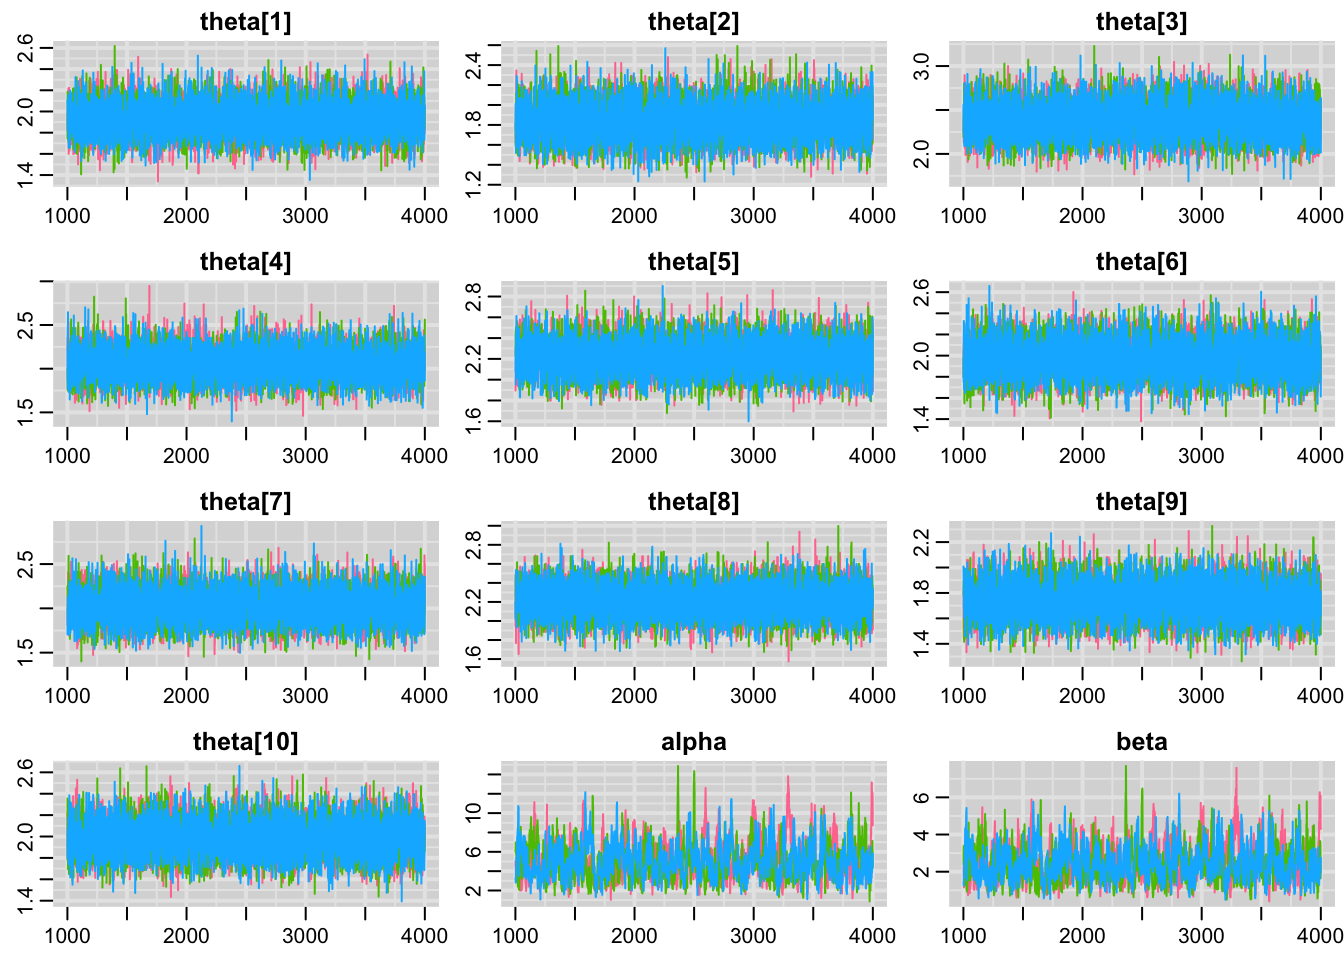 theta[1] theta[2] theta[3]
2.6 2.0 1.4 2.4 1.8 1.2 3.0 2.0
1000 2000 3000 4000 1000 2000 3000 4000 1000 2000 3000 4000
theta[4] theta[5] theta[6]
2.5 1.5 2.8 2.2 1.6 2.6 2.0 1.4
1000 2000 3000 4000 1000 2000 3000 4000 1000 2000 3000 4000
theta[7] theta[8] theta[9]
2.5 1.5 2.8 2.2 1.6 2.2 1.8 1.4
1000 2000 3000 4000 1000 2000 3000 4000 1000 2000 3000 4000
theta[10] alpha beta
2.6 2.0 1.4 10 6 2 6 4 2
1000 2000 3000 4000 1000 2000 3000 4000 1000 2000 3000 4000